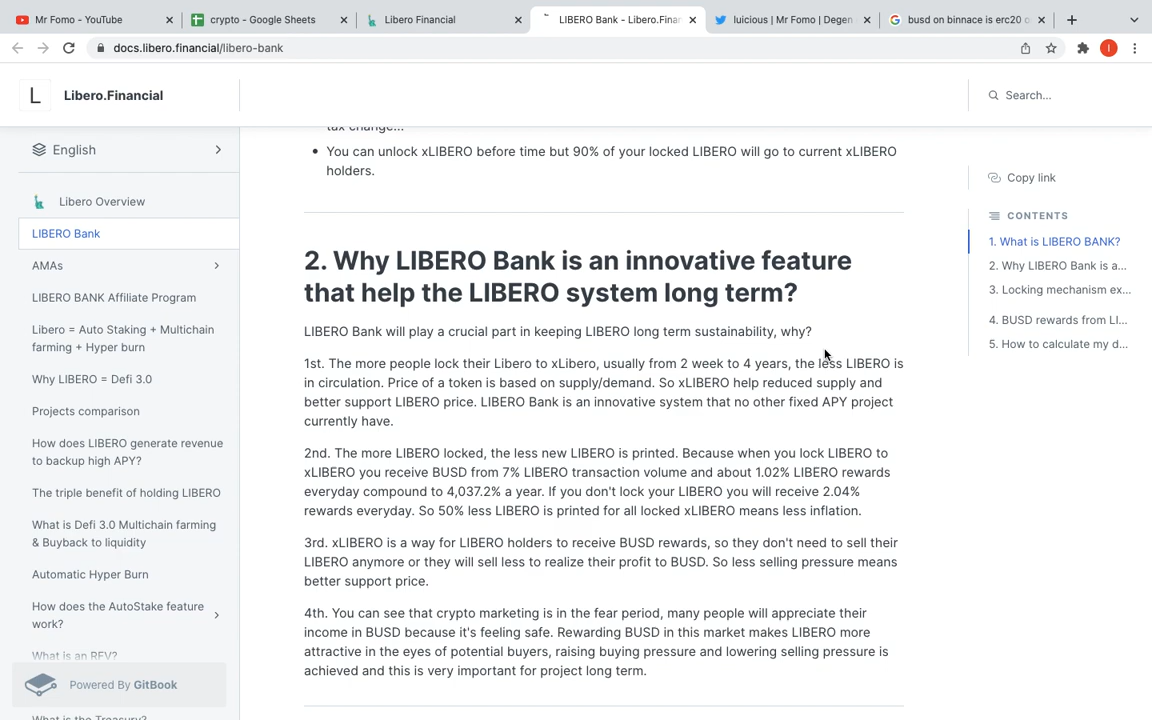 Mr Fomo - YouTube
crypto - Google Sheets
Libero Financial
LIBERO Bank - Libero.Finan
luicious | Mr Fomo | Degen
busd on binnace is erc20 o
docs.libero.financial/libero-bank
I
L
Libero.Financial
Search...
English
Libero Overview
LIBERO Bank
AMAs
LIBERO BANK Affiliate Program
Libero = Auto Staking + Multichain
farming + Hyper burn
Why LIBERO = Defi 3.0
Projects comparison
How does LIBERO generate revenue
to backup high APY?
The triple benefit of holding LIBERO
What is Defi 3.0 Multichain farming
& Buyback to liquidity
Automatic Hyper Burn
How does the AutoStake feature
work?
What is an RFV?
Powered By GitBook
What is the Treasury?
tax change...
• You can unlock xLIBERO before time but 90% of your locked LIBERO will go to current xLIBERO
holders.
2. Why LIBERO Bank is an innovative feature
that help the LIBERO system long term?
LIBERO Bank will play a crucial part in keeping LIBERO long term sustainability, why?
1st. The more people lock their Libero to xLibero, usually from 2 week to 4 years, the less LIBERO is
in circulation. Price of a token is based on supply/demand. So xLIBERO help reduced supply and
better support LIBERO price. LIBERO Bank is an innovative system that no other fixed APY project
currently have.
2nd. The more LIBERO locked, the less new LIBERO is printed. Because when you lock LIBERO to
xLIBERO you receive BUSD from 7% LIBERO transaction volume and about 1.02% LIBERO rewards
everyday compound to 4,037.2% a year. If you don't lock your LIBERO you will receive 2.04%
rewards everyday. So 50% less LIBERO is printed for all locked xLIBERO means less inflation.
3rd. xLIBERO is a way for LIBERO holders to receive BUSD rewards, so they don't need to sell their
LIBERO anymore or they will sell less to realize their profit to BUSD. So less selling pressure means
better support price.
4th. You can see that crypto marketing is in the fear period, many people will appreciate their
income in BUSD because it's feeling safe. Rewarding BUSD in this market makes LIBERO more
attractive in the eyes of potential buyers, raising buying pressure and lowering selling pressure is
achieved and this is very important for project long term.
Copy link
CONTENTS
1. What is LIBERO BANK?
2. Why LIBERO Bank is a...
3. Locking mechanism ex...
4. BUSD rewards from LI...
5. How to calculate my d...